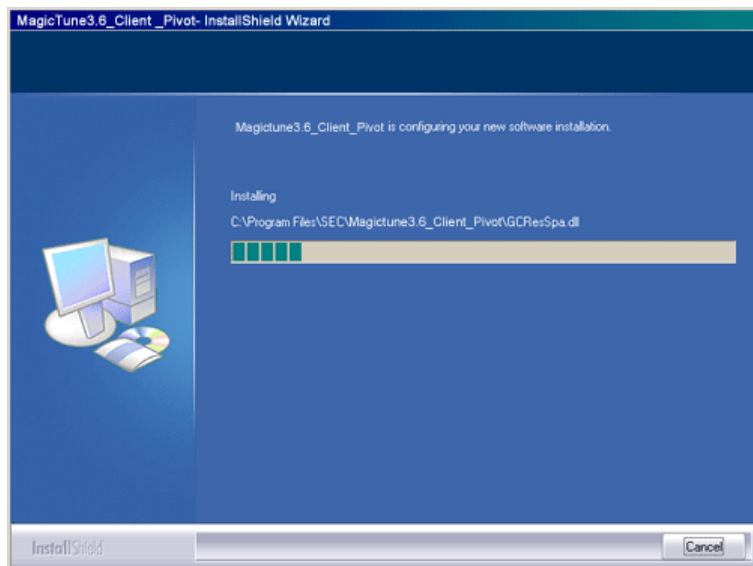 MagicTune3.6_Client _Pivot- InstallShield Wizard
Magictune3.6_Client_Pivot is configuring your new software installation.
Installing
C:\Program Files\SEC\Magictune3.6_Client_Pivot\GCResSpa.dll
InstallShield
Cancel